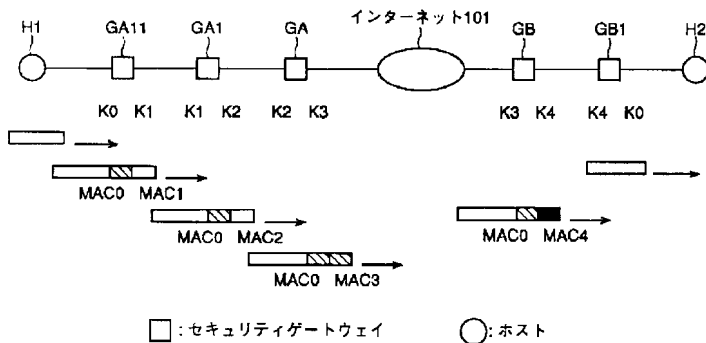 インターネット101
H1 GA11 GA1 GA GB GB1 H2
K0 K1 K1 K2 K2 K3 K3 K4 K4 K0
MAC0 MAC1
MAC0 MAC2
MAC0 MAC4
MAC0 MAC3
□:セキュリティゲートウェイ ○:ホスト